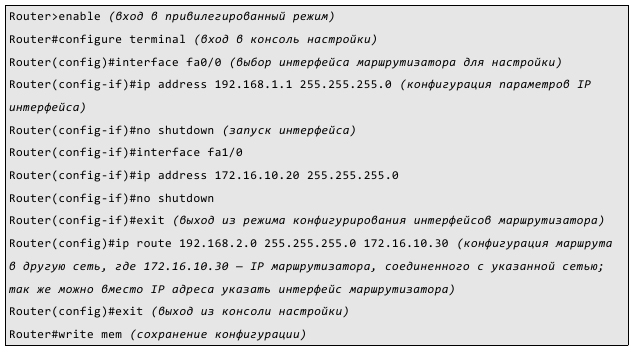 Router>enable (вход в привилегированный режим)
Router#configure terminal (вход в консоль настройки)
Router(config)#interface fa0/0 (выбор интерфейса маршрутизатора для настройки)
Router(config-if)#ip address 192.168.1.1 255.255.255.0 (конфигурация параметров IP
интерфейса)
Router(config-if)#no shutdown (запуск интерфейса)
Router(config-if)#interface fa1/0
Router(config-if)#ip address 172.16.10.20 255.255.255.0
Router(config-if)#no shutdown
Router(config-if)#exit (выход из режима конфигурирования интерфейсов маршрутизатора)
Router(config)#ip route 192.168.2.0 255.255.255.0 172.16.10.30 (конфигурация маршрута
в другую сеть, где 172.16.10.30 – IP маршрутизатора, соединенного с указанной сетью;
так же можно вместо IP адреса указать интерфейс маршрутизатора)
Router(config)#exit (выход из консоли настройки)
Router#write mem (сохранение конфигурации)